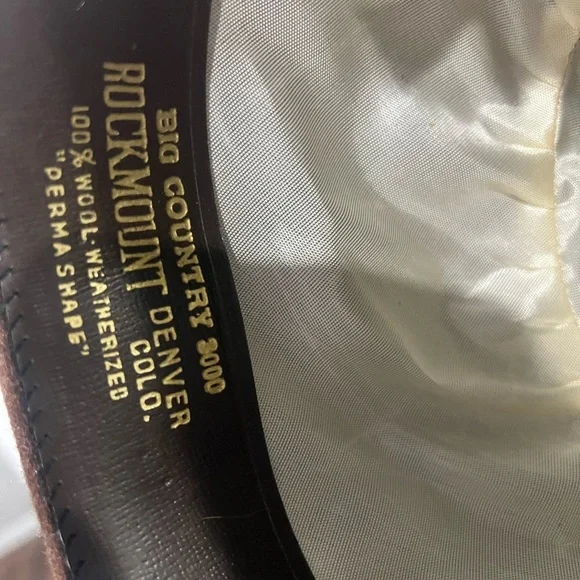 BIG COUNTRY 3000
ROCKMOUNT DENVER COLO.
100% WOOL-WEATHERIZED
"DERMA SHAPE"